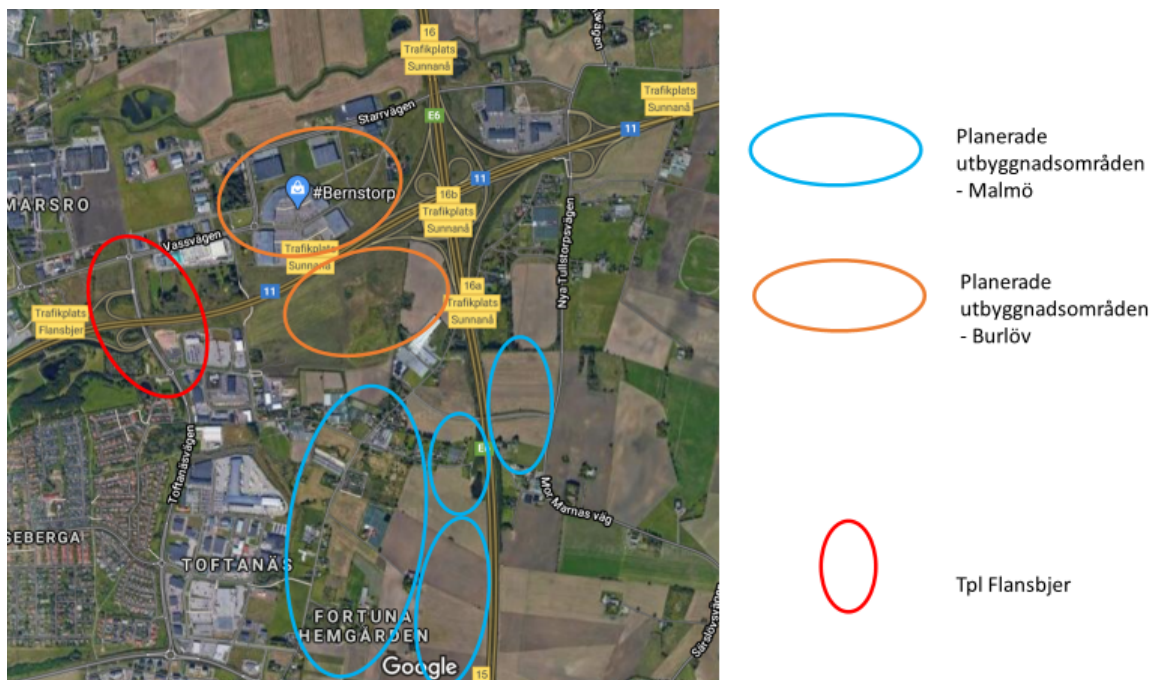 16
Trafikplats
Sunnanå
Trafikplats
Sunnanå
Starrvägen
E6
11
#Bernstorp
11
MARSRO
16b
Trafikplats
Sunnanå
Vassvägen
Trafikplats
Sunnanå
Nya Tullstorpsvägen
11
16a
Trafikplats
Sunnanå
Trafikplats
Flansbjer
Toftanäsvägen
Mor Marnas väg
SEBERGA
TOFTANÄS
FORTUNA
HEMGÅRDEN
Särslövsvägen
Google
15
Planerade
utbyggnadsområden
- Malmö
Planerade
utbyggnadsområden
- Burlöv
Tpl Flansbjer